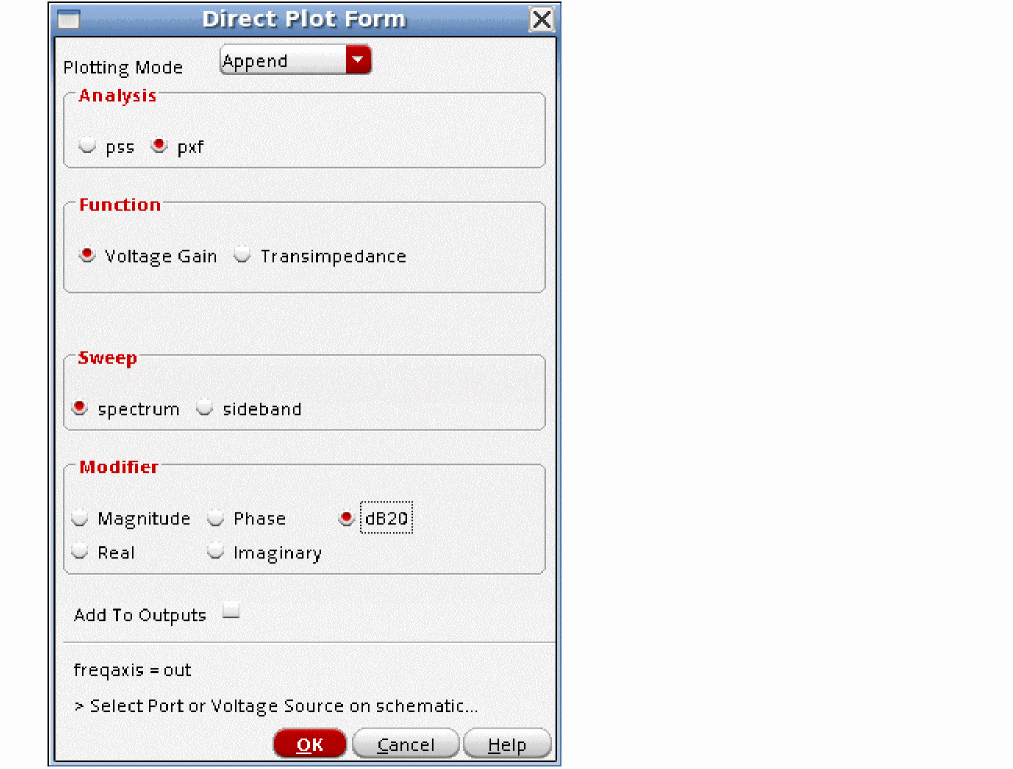 Direct Plot Form
Plotting Mode Append
Analysis
pss pxf
Function
Voltage Gain Transimpedance
Sweep
spectrum sideband
Modifier
Magnitude Phase dB20
Real Imaginary
Add To Outputs
freqaxis = out
> Select Port or Voltage Source on schematic...
OK Cancel Help